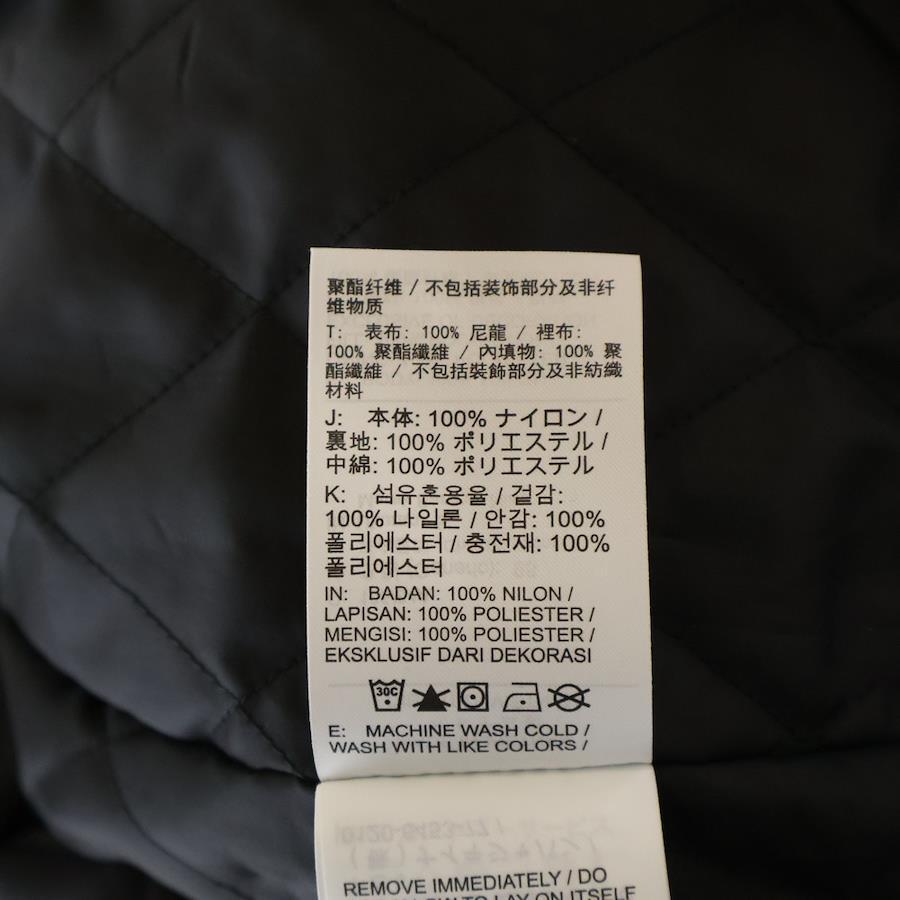 聚酯纤维 / 不包括装饰部分及非纤
维物质
T: 表布: 100% 尼龍 / 裡布:
100% 聚酯纖維 / 內填物: 100% 聚
酯纖維 / 不包括裝飾部分及非紡織
材料
J: 本体: 100% ナイロン /
裏地: 100% ポリエステル /
中綿: 100% ポリエステル
K: 섬유혼용율 / 겉감:
100% 나일론 / 안감: 100%
폴리에스터 / 충전재: 100%
폴리에스터
IN: BADAN: 100% NILON /
LAPISAN: 100% POLIESTER /
MENGISI: 100% POLIESTER /
EKSKLUSIF DARI DEKORASI
30C
E: MACHINE WASH COLD /
WASH WITH LIKE COLORS /
REMOVE IMMEDIATELY / DO
TO LAY ON ITSELF